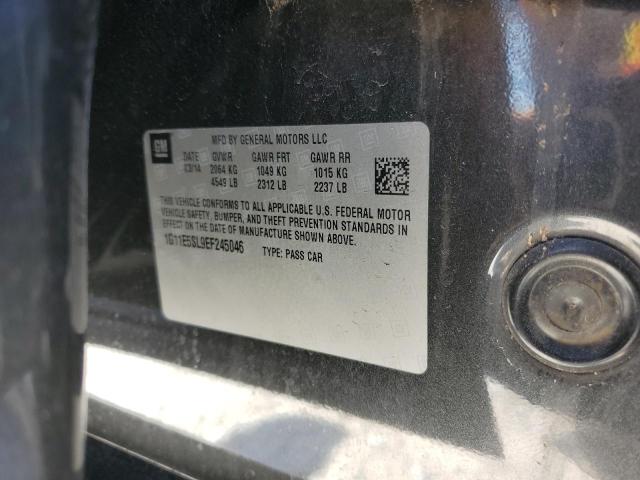 GM
MFD BY GENERAL MOTORS LLC
DATE GVWR GAWR FRT GAWR RR
03/14 2064 KG 1049 KG 1015 KG
4549 LB 2312 LB 2237 LB
THIS VEHICLE CONFORMS TO ALL APPLICABLE U.S. FEDERAL MOTOR
VEHICLE SAFETY, BUMPER, AND THEFT PREVENTION STANDARDS IN
EFFECT ON THE DATE OF MANUFACTURE SHOWN ABOVE.
1G11E5SL9EF245046 TYPE: PASS CAR